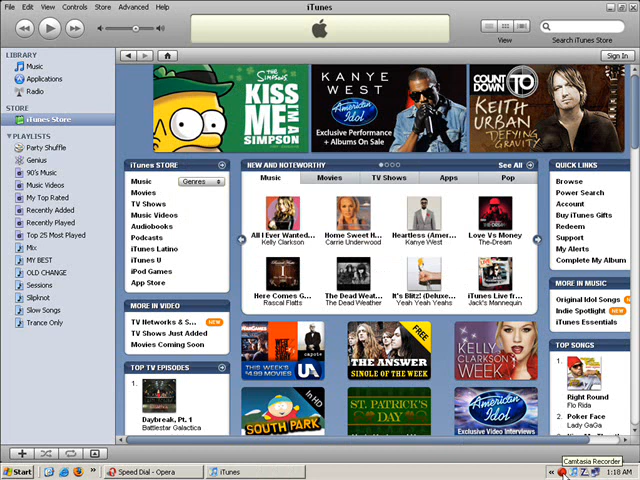 File Edit View Controls Store Advanced Help
iTunes
View
Search iTunes Store
LIBRARY
Music
Applications
Radio
STORE
iTunes Store
PLAYLISTS
Party Shuffle
Genius
90's Music
Music Videos
My Top Rated
Recently Added
Recently Played
Top 25 Most Played
Mix
MY BEST
OLD CHANGE
Sessions
Slipknot
Slow Songs
Trance Only
Sign In
THE SIMPSONS
KISS ME I'M A SIMPSON
KANYE WEST
American Idol
Exclusive Performance + Albums On Sale
COUNT DOWN TO
KEITH URBAN
DEFYING GRAVITY
iTunes STORE
Music Genres
Movies
TV Shows
Music Videos
Audiobooks
Podcasts
iTunes Latino
iTunes U
iPod Games
App Store
MORE IN VIDEO
TV Networks & S... NEW
TV Shows Just Added
Movies Coming Soon
TOP TV EPISODES
1.
Daybreak, Pt. 1
Battlestar Galactica
NEW AND NOTEWORTHY
See All
Music Movies TV Shows Apps Pop
All I Ever Wanted...
Kelly Clarkson
Sweet Home H...
Carrie Underwood
Heartless (Amer...
Kanye West
Love Vs Money
The-Dream
Here Comes G...
Rascal Flatts
The Dead Weat...
The Dead Weather
It's Blitz! (Deluxe...
Yeah Yeah Yeahs
iTunes Live fr...
Jack's Mannequin
WARGAMES
capote
THIS WEEK'S $4.99 MOVIES
UA
FREE
THE ANSWER
SINGLE OF THE WEEK
KELLY CLARKSON WEEK
in HD
SOUTH PARK
ST. PATRICK'S DAY
American Idol
Exclusive Video Interviews
QUICK LINKS
Browse
Power Search
Account
Buy iTunes Gifts
Redeem
Support
My Alerts
Complete My Album
MORE IN MUSIC
Original Idol Songs
Indie Spotlight NEW
iTunes Essentials
TOP SONGS
1.
Right Round
Flo Rida
2. Poker Face
Lady GaGa
Camtasia Recorder
Start
Speed Dial - Opera
iTunes
1:18 AM